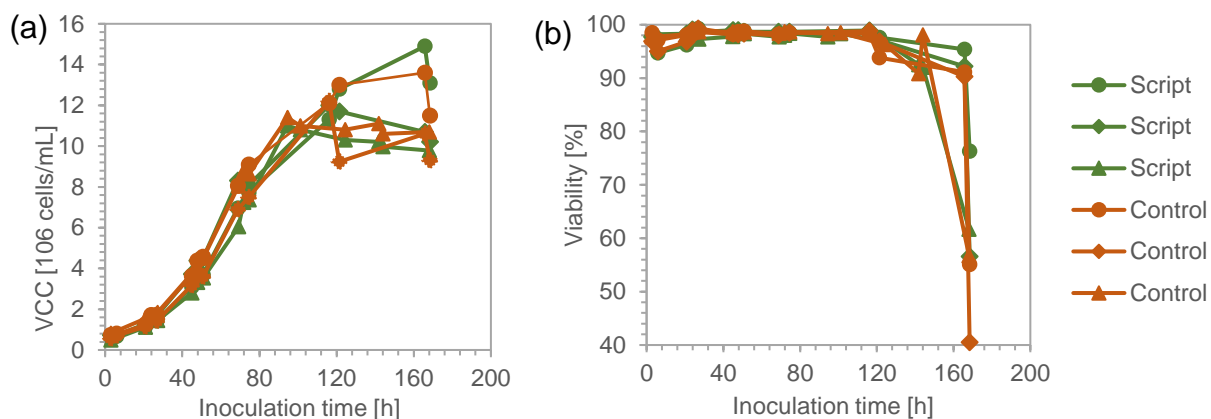 (a)
VCC [106 cells/mL]
16
14
12
10
8
6
4
2
0
0 40 80 120 160 200
Inoculation time [h]
(b)
Viability [%]
100
90
80
70
60
50
40
0 40 80 120 160 200
Inoculation time [h]
Script
Script
Script
Control
Control
Control